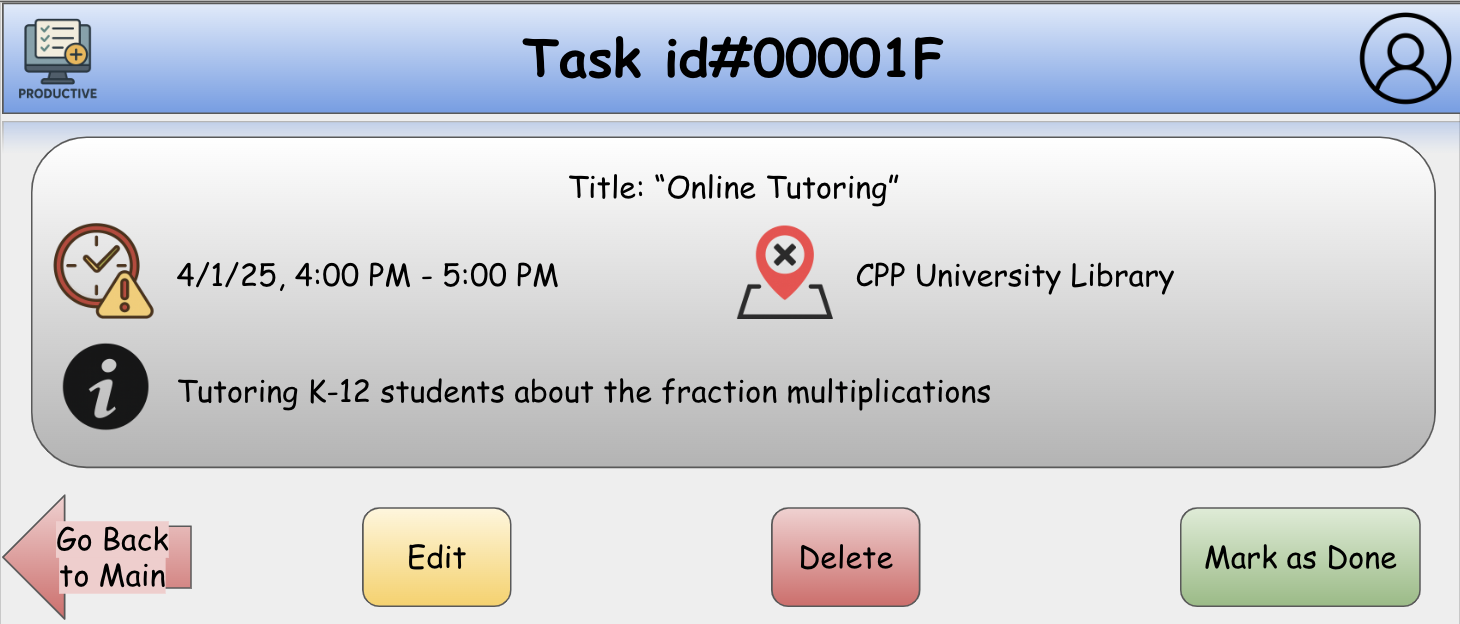 Task id#00001F
PRODUCTIVE
Title: “Online Tutoring”
4/1/25, 4:00 PM - 5:00 PM
CPP University Library
Tutoring K-12 students about the fraction multiplications
Go Back
to Main
Edit
Delete
Mark as Done